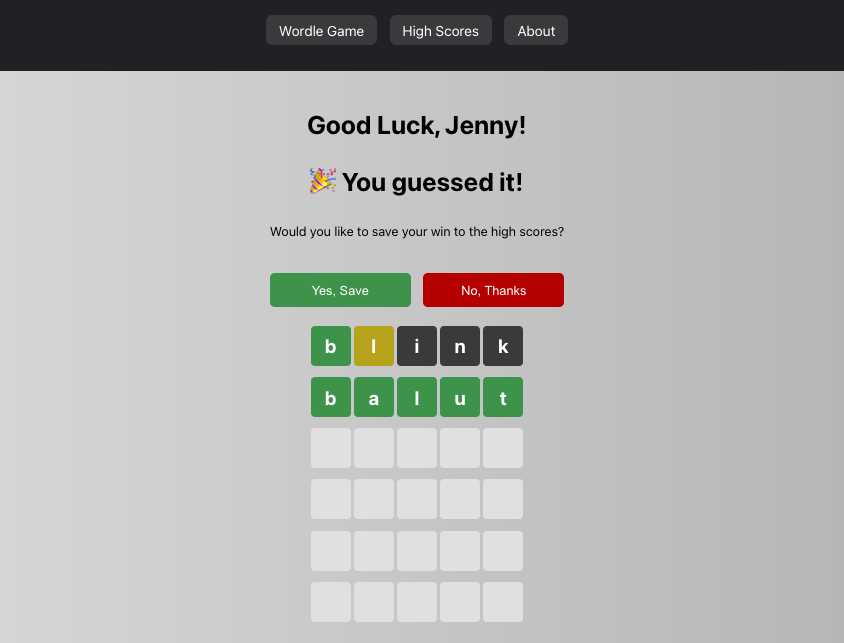 Wordle Game High Scores About
Good Luck, Jenny!
🎉 You guessed it!
Would you like to save your win to the high scores?
Yes, Save No, Thanks
b l i n k
b a l u t